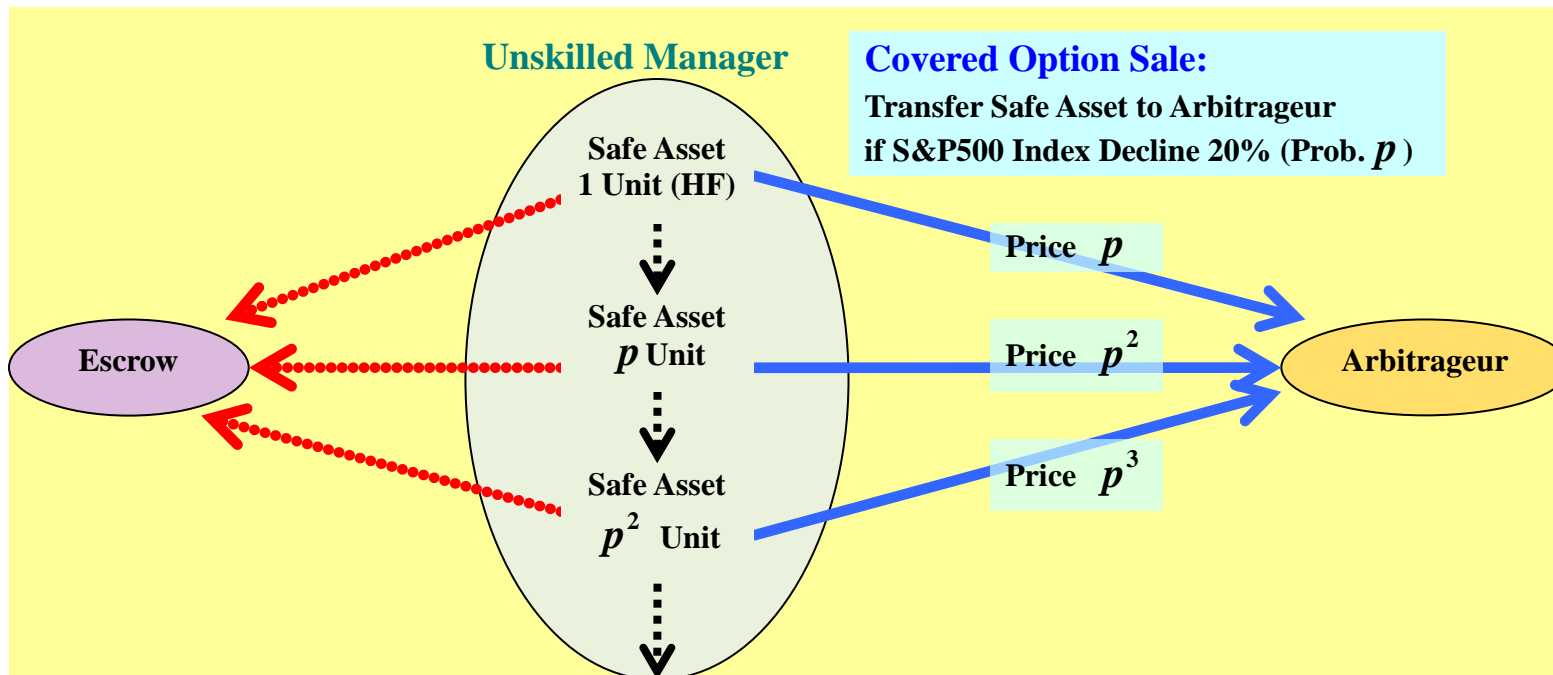 Unskilled Manager
Covered Option Sale:
Transfer Safe Asset to Arbitrageur
if S&P500 Index Decline 20% (Prob. p )
Safe Asset
1 Unit (HF)
Price p
Safe Asset
p Unit
Escrow
Price p²
Arbitrageur
Safe Asset
p² Unit
Price p³